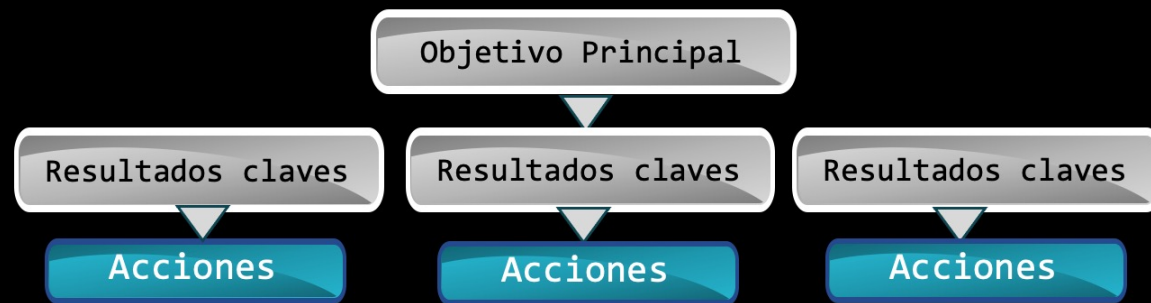 Objetivo Principal
Resultados claves
Resultados claves
Resultados claves
Acciones
Acciones
Acciones